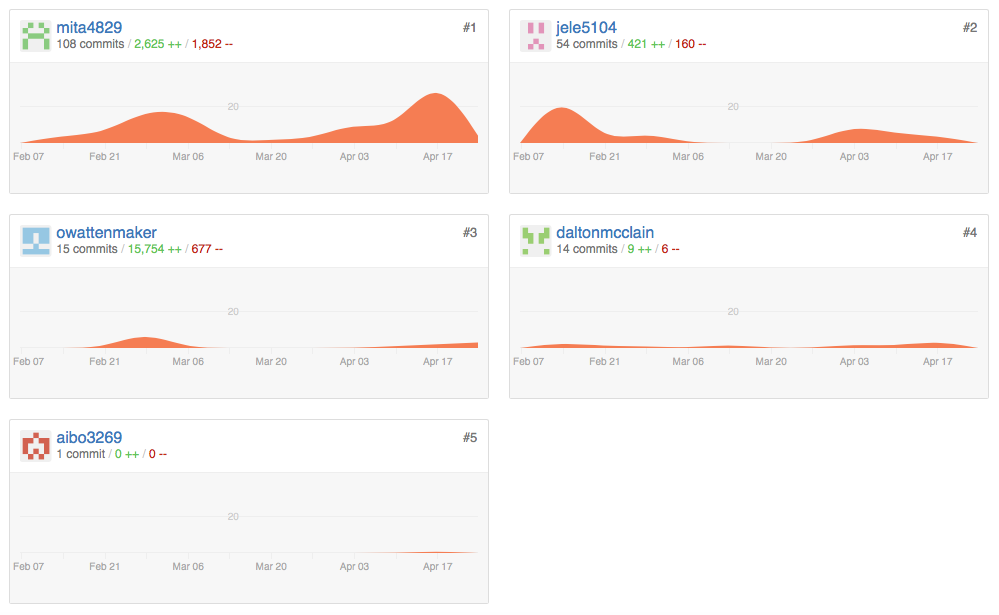 mita4829 #1
108 commits / 2,625 ++ / 1,852 --
20
Feb 07 Feb 21 Mar 06 Mar 20 Apr 03 Apr 17
jele5104 #2
54 commits / 421 ++ / 160 --
20
Feb 07 Feb 21 Mar 06 Mar 20 Apr 03 Apr 17
owattenmaker #3
15 commits / 15,754 ++ / 677 --
20
Feb 07 Feb 21 Mar 06 Mar 20 Apr 03 Apr 17
daltonmcclain #4
14 commits / 9 ++ / 6 --
20
Feb 07 Feb 21 Mar 06 Mar 20 Apr 03 Apr 17
aibo3269 #5
1 commit / 0 ++ / 0 --
20
Feb 07 Feb 21 Mar 06 Mar 20 Apr 03 Apr 17